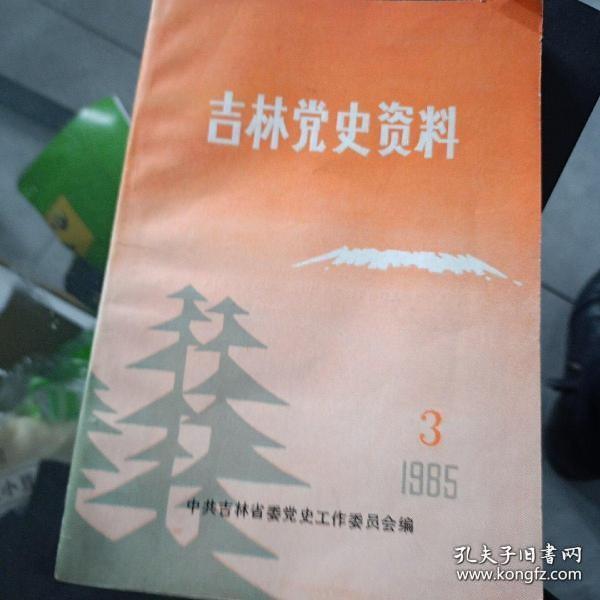 吉林党史资料
3
1985
中共吉林省委党史工作委员会编
孔夫子旧书网
www.kongfz.com